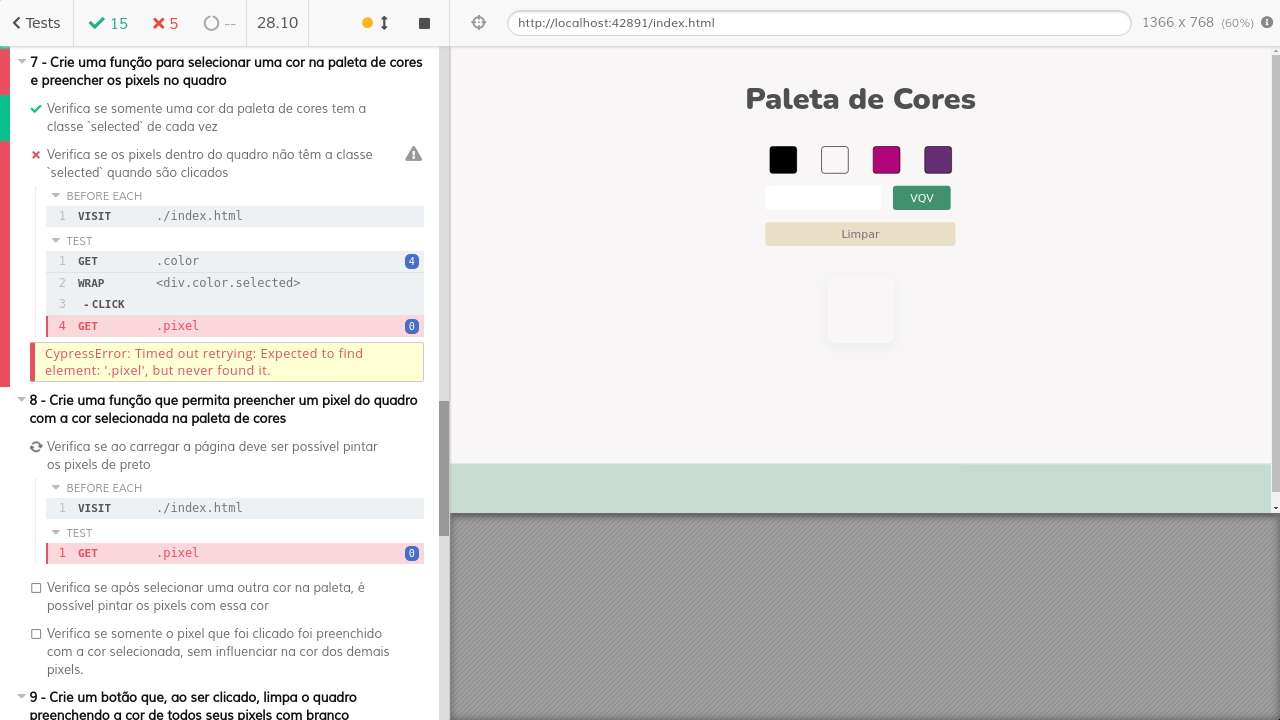 Tests
15
5
--
28.10
http://localhost:42891/index.html
1366 x 768 (60%)
7 - Crie uma função para selecionar uma cor na paleta de cores
e preencher os pixels no quadro
Verifica se somente uma cor da paleta de cores tem a
classe `selected` de cada vez
Verifica se os pixels dentro do quadro não têm a classe
`selected` quando são clicados
BEFORE EACH
1 VISIT ./index.html
TEST
1 GET .color 4
2 WRAP <div.color.selected>
3 -CLICK
4 GET .pixel 0
CypressError: Timed out retrying: Expected to find
element: '.pixel', but never found it.
8 - Crie uma função que permita preencher um pixel do quadro
com a cor selecionada na paleta de cores
Verifica se ao carregar a página deve ser possível pintar
os pixels de preto
BEFORE EACH
1 VISIT ./index.html
TEST
1 GET .pixel 0
Verifica se após selecionar uma outra cor na paleta, é
possível pintar os pixels com essa cor
Verifica se somente o pixel que foi clicado foi preenchido
com a cor selecionada, sem influenciar na cor dos demais
pixels.
9 - Crie um botão que, ao ser clicado, limpa o quadro
preenchendo a cor de todos seus pixels com branco
Paleta de Cores
VQV
Limpar